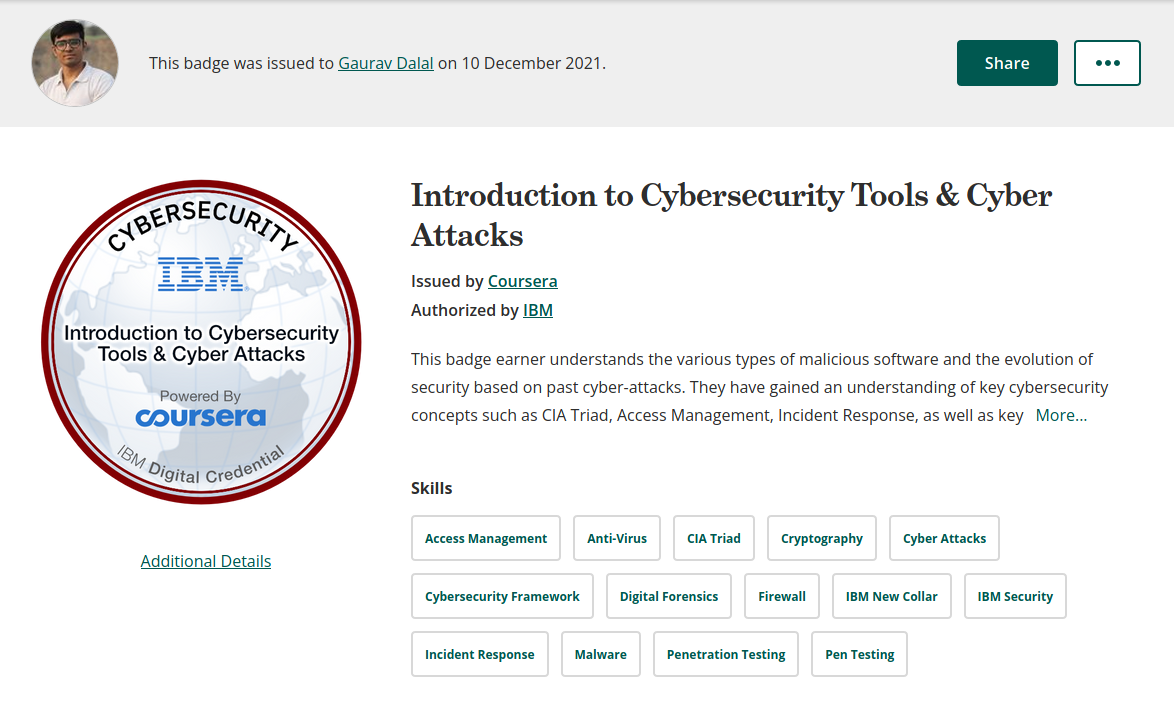 This badge was issued to Gaurav Dalal on 10 December 2021.
Share
CYBERSECURITY
IBM
Introduction to Cybersecurity
Tools & Cyber Attacks
Powered By
coursera
IBM Digital Credential
Additional Details
Introduction to Cybersecurity Tools & Cyber
Attacks
Issued by Coursera
Authorized by IBM
This badge earner understands the various types of malicious software and the evolution of
security based on past cyber-attacks. They have gained an understanding of key cybersecurity
concepts such as CIA Triad, Access Management, Incident Response, as well as key More...
Skills
Access Management Anti-Virus CIA Triad Cryptography Cyber Attacks
Cybersecurity Framework Digital Forensics Firewall IBM New Collar IBM Security
Incident Response Malware Penetration Testing Pen Testing